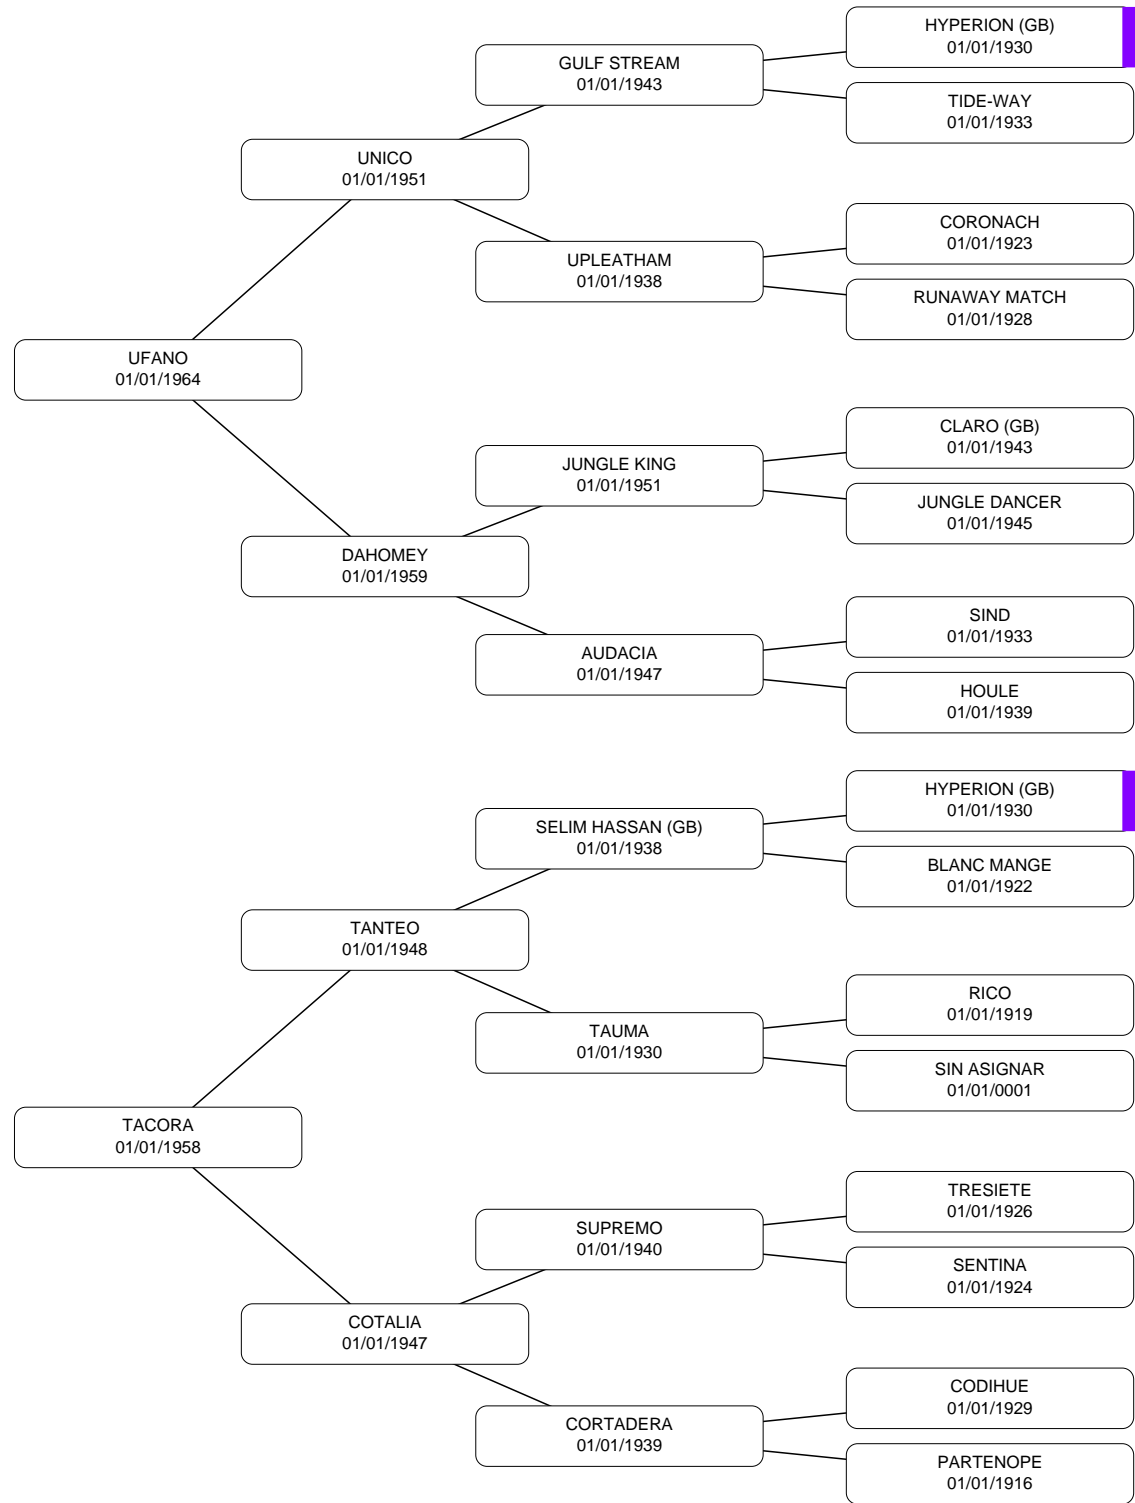 HYPERION (GB)
01/01/1930
GULF STREAM
01/01/1943
TIDE-WAY
01/01/1933
UNICO
01/01/1951
CORONACH
01/01/1923
UPLEATHAM
01/01/1938
RUNAWAY MATCH
01/01/1928
UFANO
01/01/1964
CLARO (GB)
01/01/1943
JUNGLE KING
01/01/1951
JUNGLE DANCER
01/01/1945
DAHOMEY
01/01/1959
SIND
01/01/1933
AUDACIA
01/01/1947
HOULE
01/01/1939
HYPERION (GB)
01/01/1930
SELIM HASSAN (GB)
01/01/1938
BLANC MANGE
01/01/1922
TANTEO
01/01/1948
RICO
01/01/1919
TAUMA
01/01/1930
SIN ASIGNAR
01/01/0001
TACORA
01/01/1958
TRESIETE
01/01/1926
SUPREMO
01/01/1940
SENTINA
01/01/1924
COTALIA
01/01/1947
CODIHUE
01/01/1929
CORTADERA
01/01/1939
PARTENOPE
01/01/1916